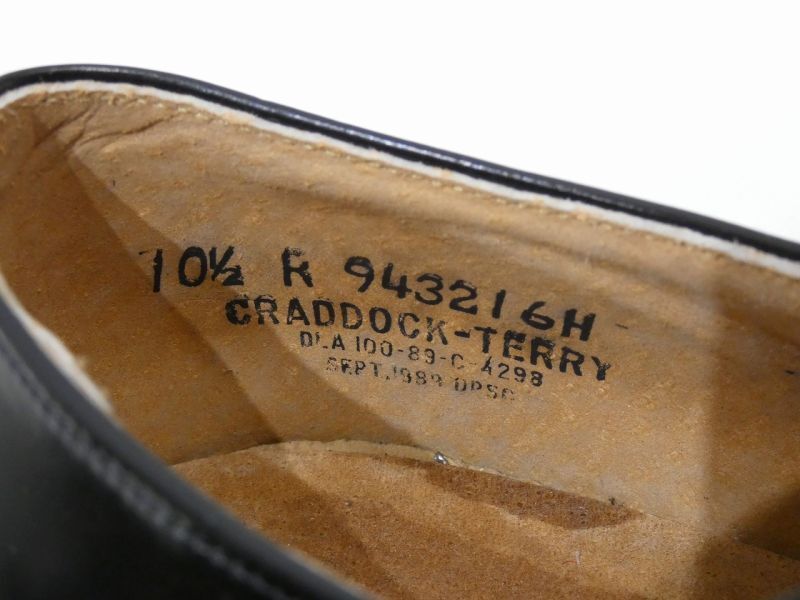 10½ R 943216H
CRADDOCK-TERRY
DLA 100-89-C-4298
SEPT. 1989 DPSC